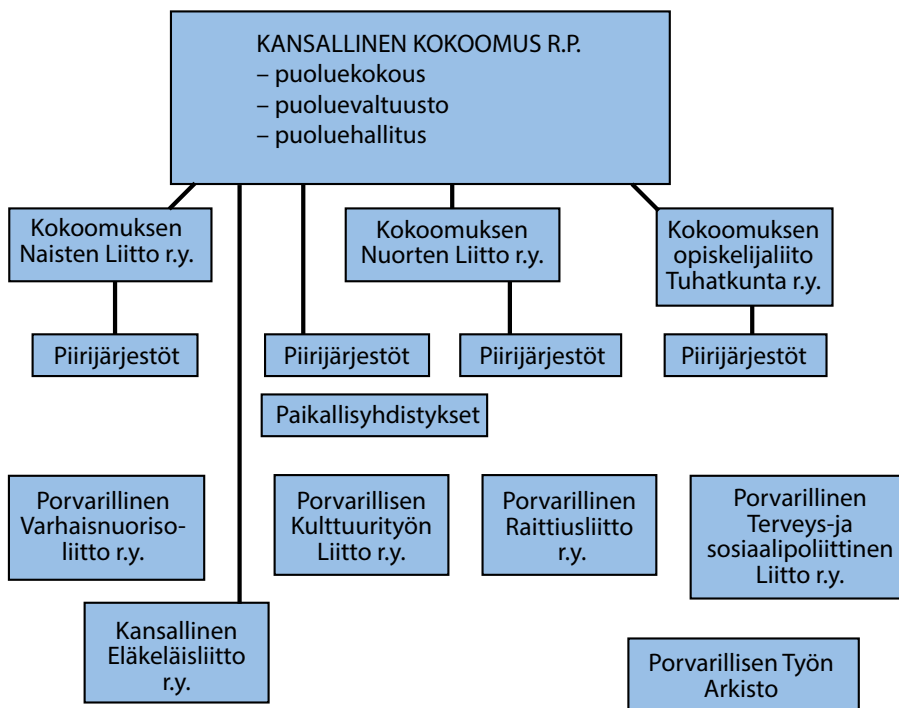 KANSALLINEN KOKOOMUS R.P.
– puoluekokous
– puoluevaltuusto
– puoluehallitus
Kokoomuksen
Naisten Liitto r.y.
Kokoomuksen
Nuorten Liitto r.y.
Kokoomuksen
opiskelijaliito
Tuhatkunta r.y.
Piirijärjestöt
Piirijärjestöt
Piirijärjestöt
Piirijärjestöt
Paikallisyhdistykset
Porvarillinen
Varhaisnuoriso-
liitto r.y.
Porvarillisen
Kulttuurityön
Liitto r.y.
Porvarillinen
Raittiusliitto
r.y.
Porvarillinen
Terveys-ja
sosiaalipoliittinen
Liitto r.y.
Kansallinen
Eläkeläisliitto
r.y.
Porvarillisen Työn
Arkisto